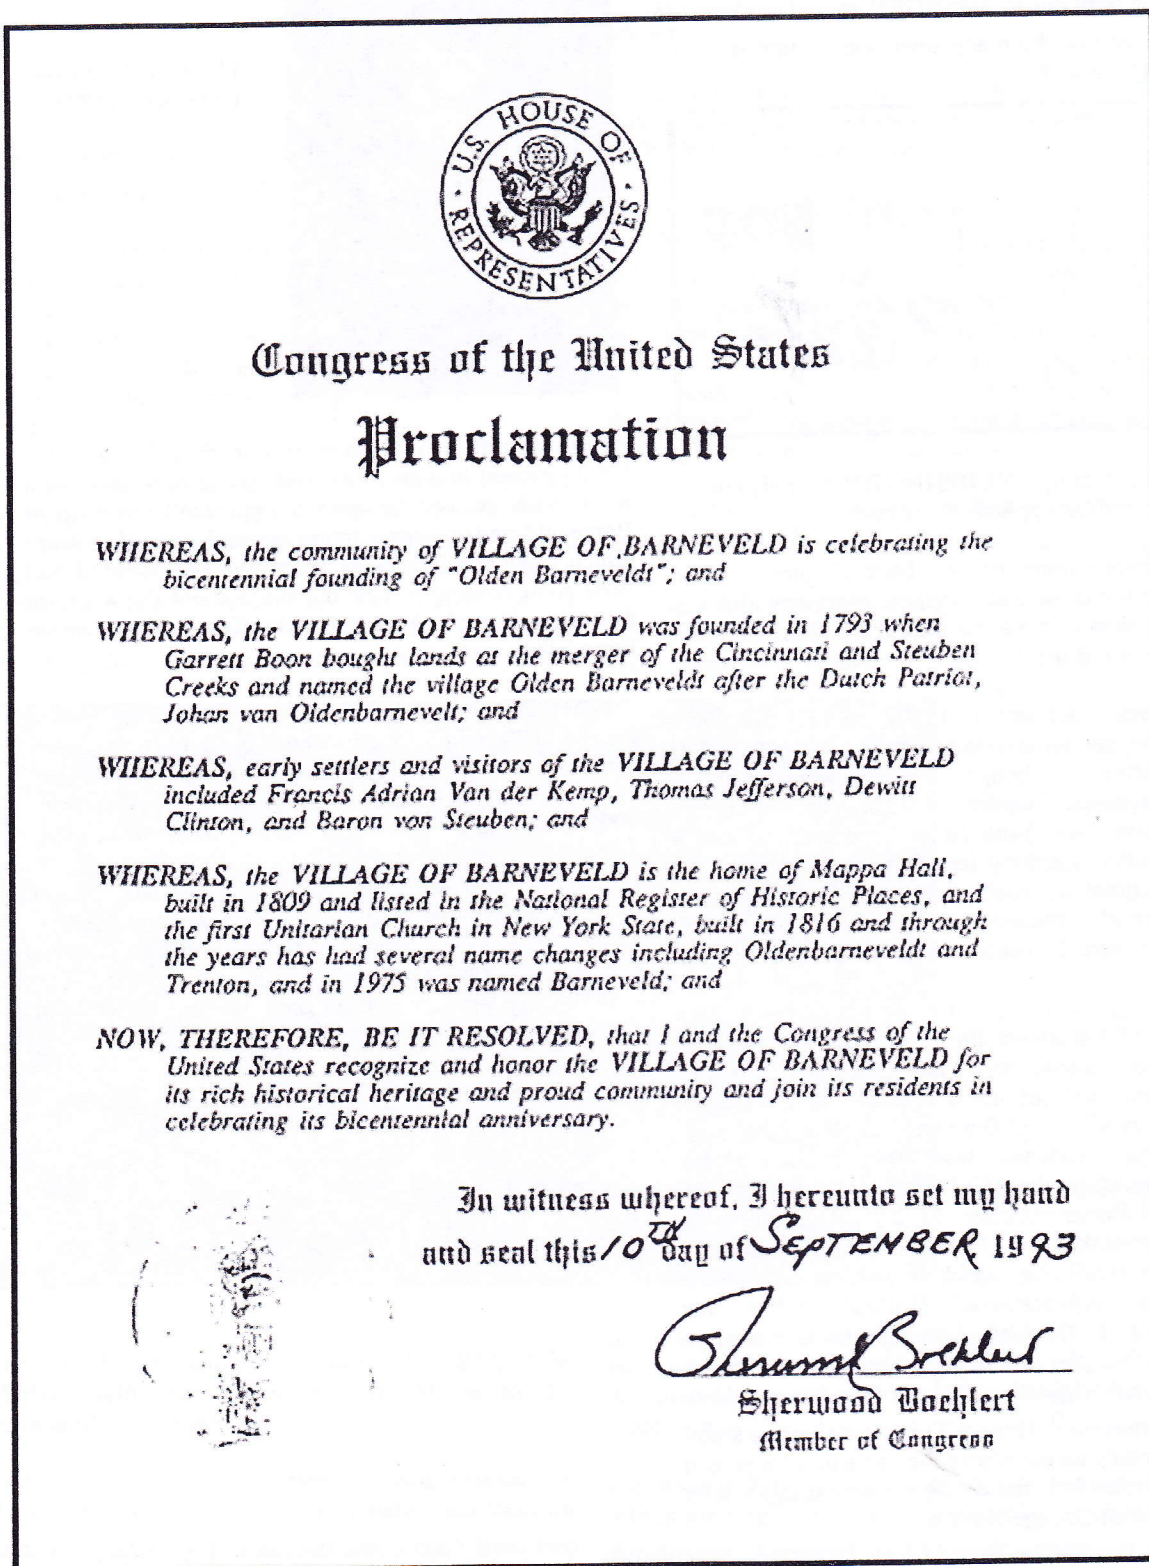 U.S. HOUSE OF REPRESENTATIVES
Congress of the United States
Proclamation
WHEREAS, the community of VILLAGE OF BARNEVELD is celebrating the
bicentennial founding of "Olden Barneveldt"; and
WHEREAS, the VILLAGE OF BARNEVELD was founded in 1793 when
Garrett Boon bought lands at the merger of the Cincinnati and Steuben
Creeks and named the village Olden Barneveldt after the Dutch Patriot,
Johan van Oldenbarnevelt; and
WHEREAS, early settlers and visitors of the VILLAGE OF BARNEVELD
included Francis Adrian Van der Kemp, Thomas Jefferson, Dewitt
Clinton, and Baron von Steuben; and
WHEREAS, the VILLAGE OF BARNEVELD is the home of Mappa Hall,
built in 1809 and listed in the National Register of Historic Places, and
the first Unitarian Church in New York State, built in 1816 and through
the years has had several name changes including Oldenbarneveldt and
Trenton, and in 1975 was named Barneveld; and
NOW, THEREFORE, BE IT RESOLVED, that I and the Congress of the
United States recognize and honor the VILLAGE OF BARNEVELD for
its rich historical heritage and proud community and join its residents in
celebrating its bicentennial anniversary.
In witness whereof, I hereunto set my hand
and seal this 10TH day of SEPTEMBER 1993
Sherwood Boehlert
Sherwood Boehlert
Member of Congress